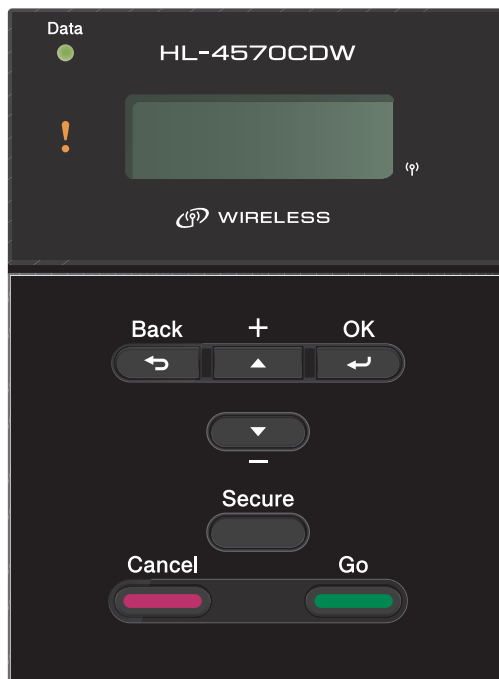 Data
HL-4570CDW
WIRELESS
Back + OK
−
Secure
Cancel Go